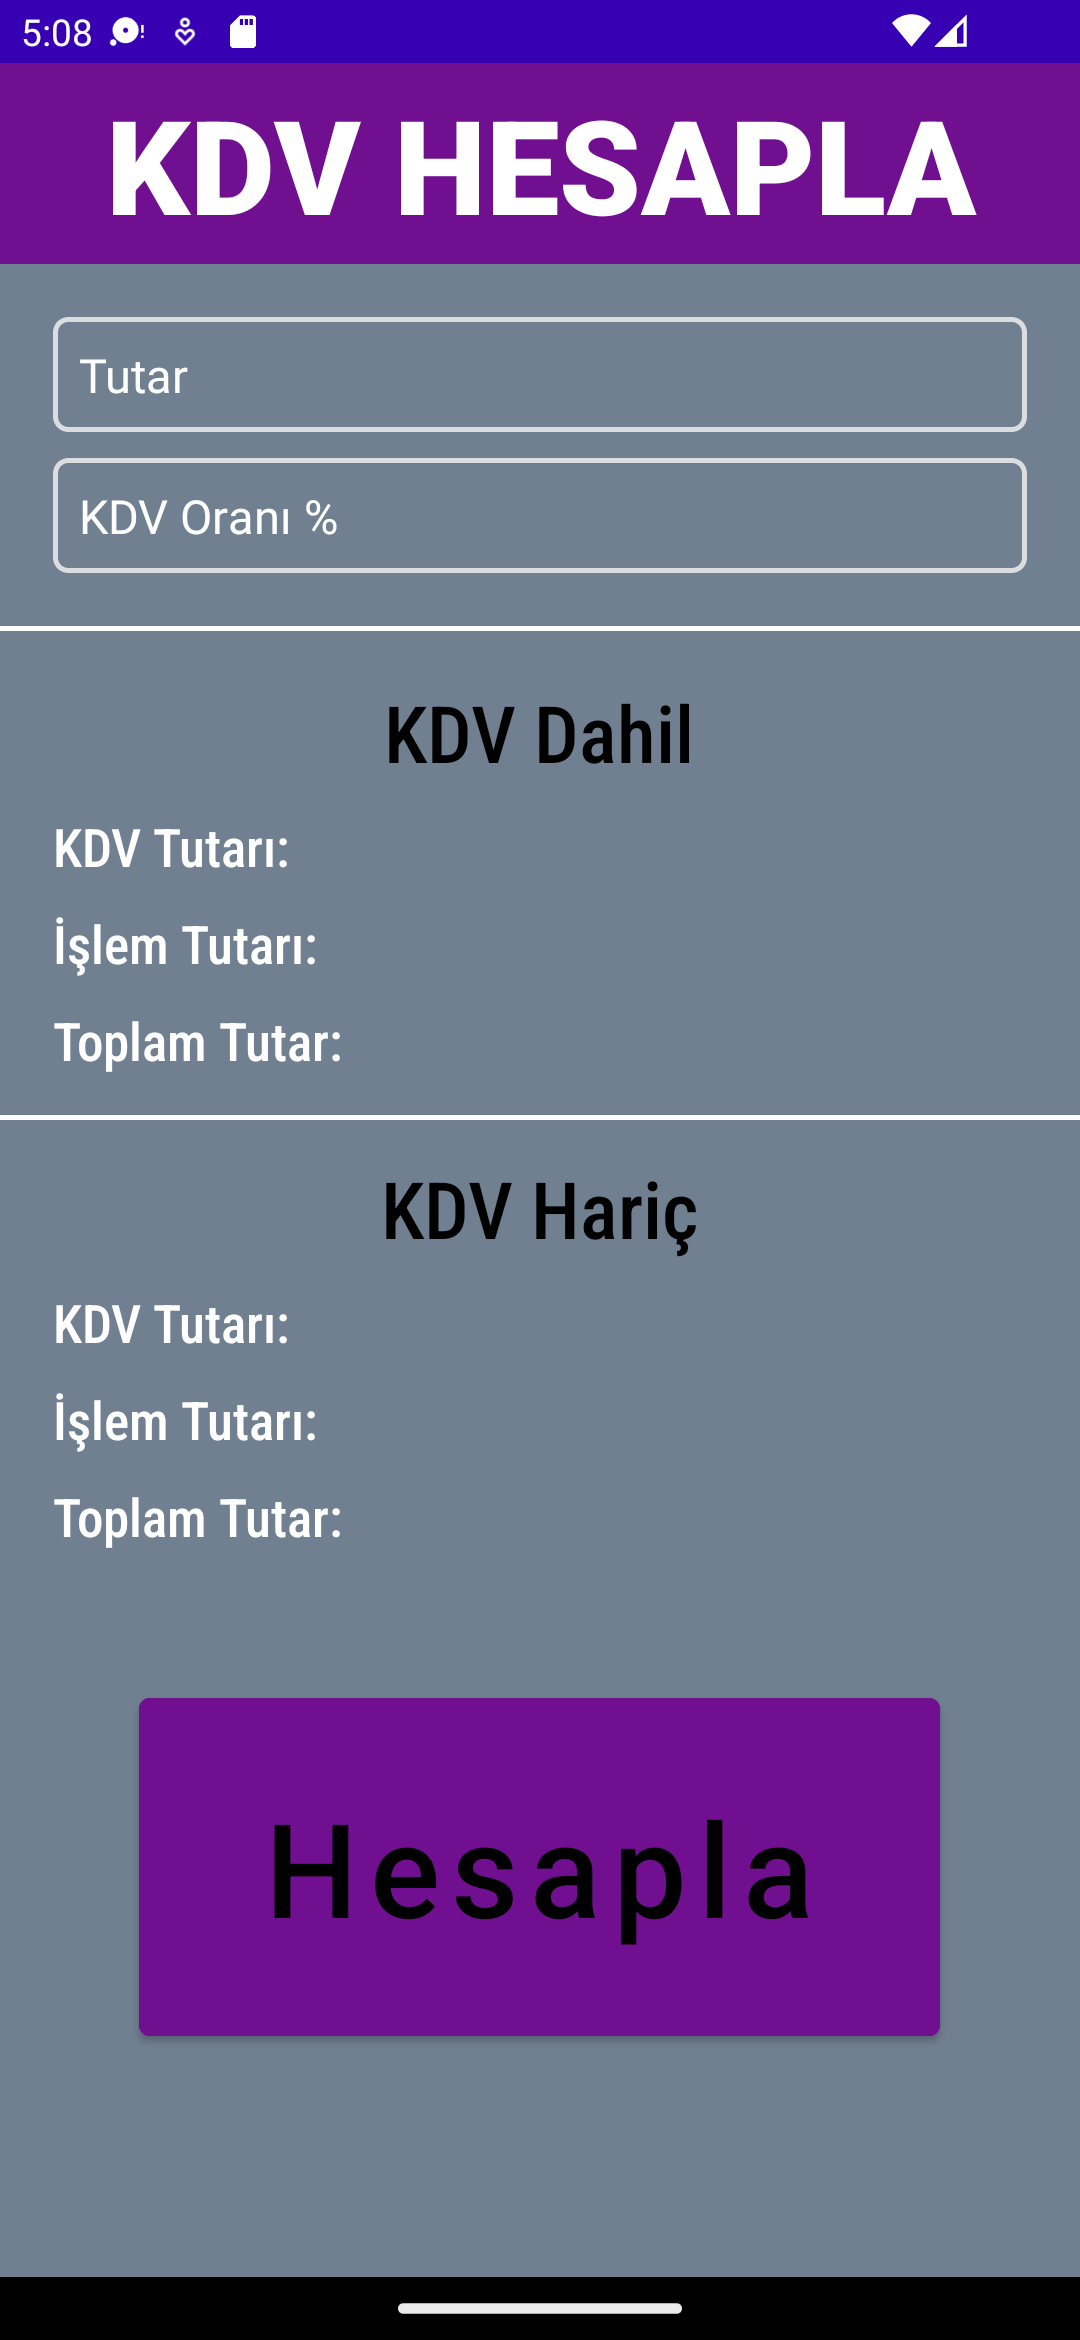 5:08
KDV HESAPLA
Tutar
KDV Oranı %
KDV Dahil
KDV Tutarı:
İşlem Tutarı:
Toplam Tutar:
KDV Hariç
KDV Tutarı:
İşlem Tutarı:
Toplam Tutar:
Hesapla